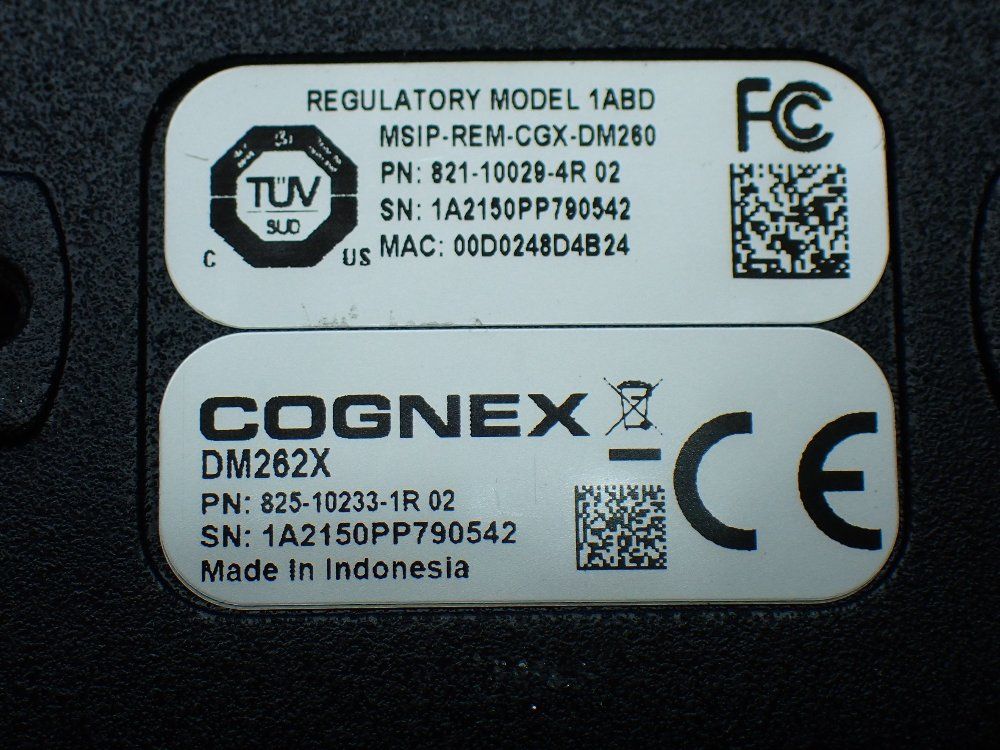 REGULATORY MODEL 1ABD
MSIP-REM-CGX-DM260
PN: 821-10029-4R 02
SN: 1A2150PP790542
MAC: 00D0248D4B24
TÜV
SUD
C
US
FC
COGNEX
DM262X
PN: 825-10233-1R 02
SN: 1A2150PP790542
Made In Indonesia
CE